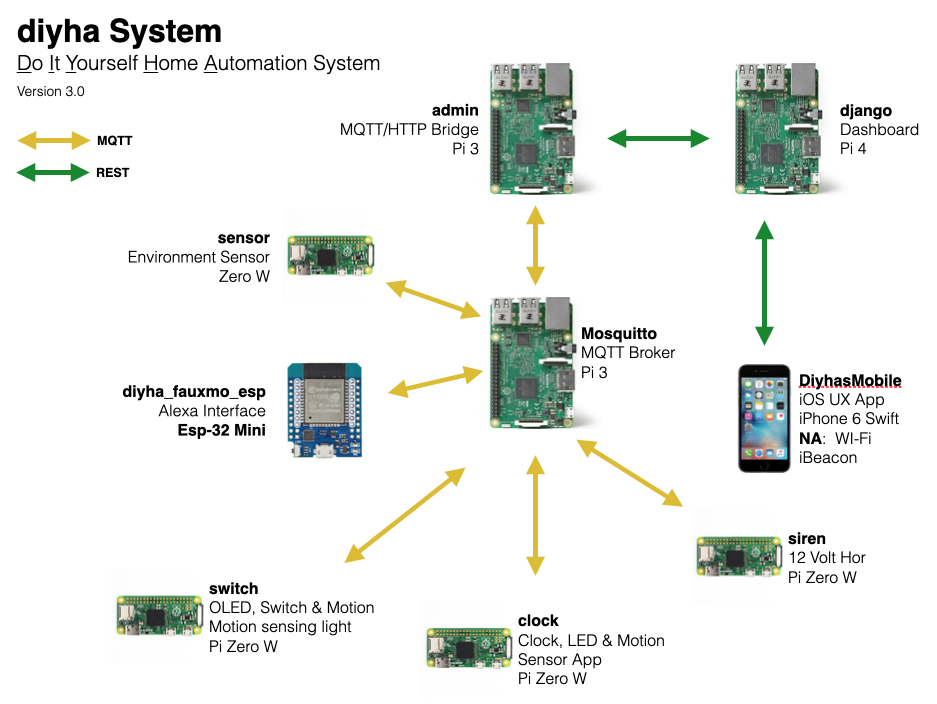 diyha System
Do It Yourself Home Automation System
Version 3.0
MQTT
REST
admin
MQTT/HTTP Bridge
Pi 3
django
Dashboard
Pi 4
sensor
Environment Sensor
Zero W
Mosquitto
MQTT Broker
Pi 3
diyha_fauxmo_esp
Alexa Interface
Esp-32 Mini
DiyhasMobile
iOS UX App
iPhone 6 Swift
NA:  WI-Fi
iBeacon
siren
12 Volt Hor
Pi Zero W
switch
OLED, Switch & Motion
Motion sensing light
Pi Zero W
clock
Clock, LED & Motion
Sensor App
Pi Zero W